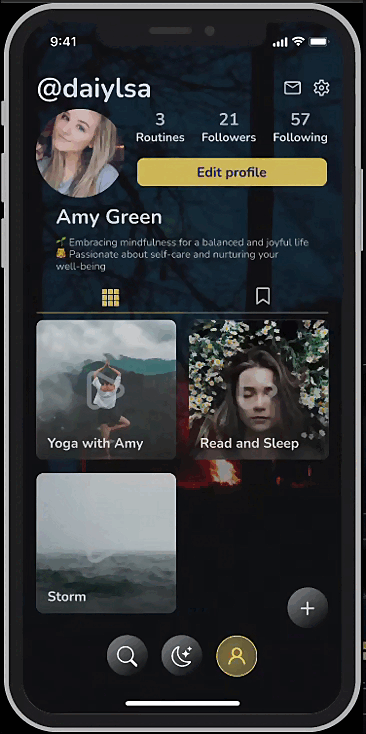 9:41
@daiylsa
3 21 57
Routines Followers Following
Edit profile
Amy Green
🌱 Embracing mindfulness for a balanced and joyful life
Passionate about self-care and nurturing your
well-being
Yoga with Amy Read and Sleep
Storm